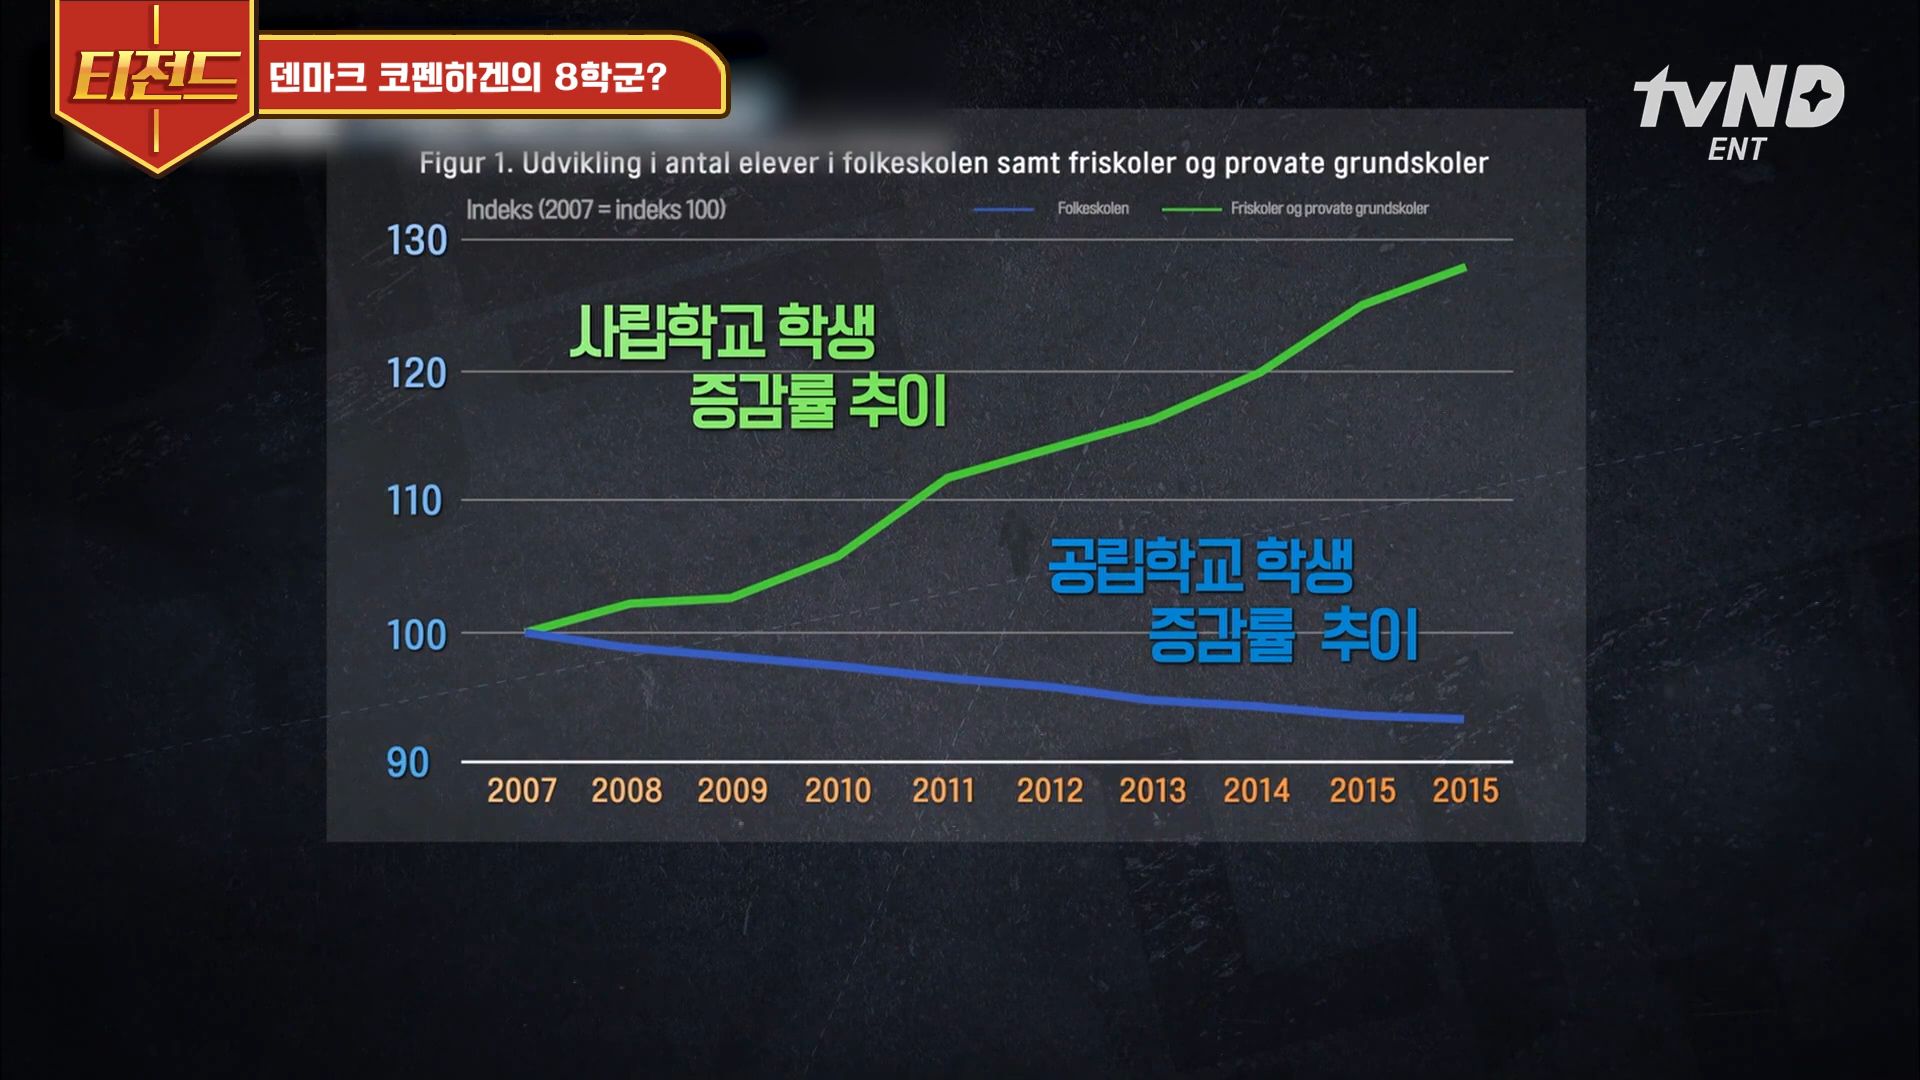 티전드
덴마크 코펜하겐의 8학군?
tvND
ENT
Figur 1. Udvikling i antal elever i folkeskolen samt friskoler og provate grundskoler
Indeks (2007 = indeks 100)
Folkeskolen
Friskoler og provate grundskoler
130
사립학교 학생
증감률 추이
120
110
공립학교 학생
증감률 추이
100
90
2007 2008 2009 2010 2011 2012 2013 2014 2015 2015